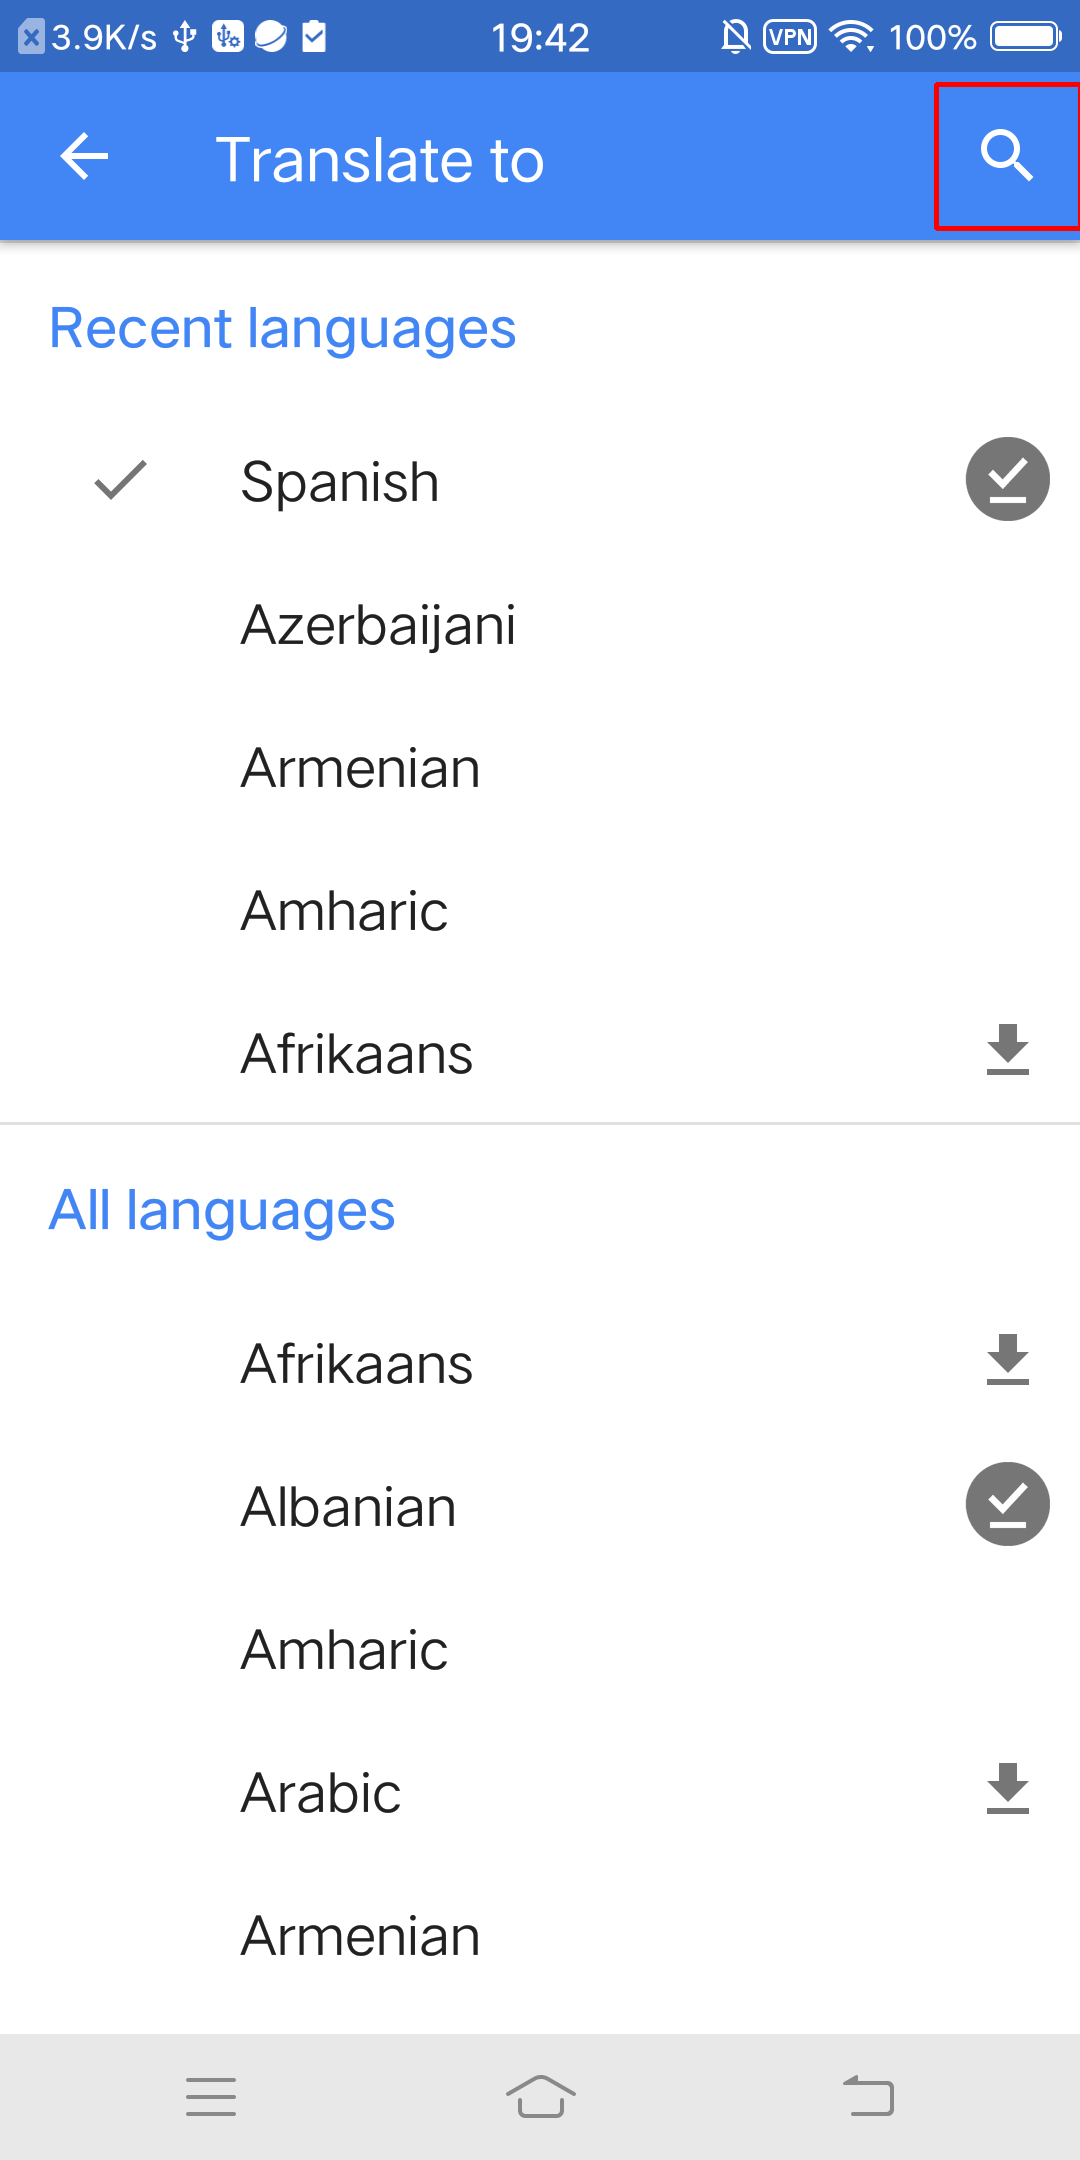 3.9K/s 19:42 VPN 100%
Translate to
Recent languages
Spanish
Azerbaijani
Armenian
Amharic
Afrikaans
All languages
Afrikaans
Albanian
Amharic
Arabic
Armenian